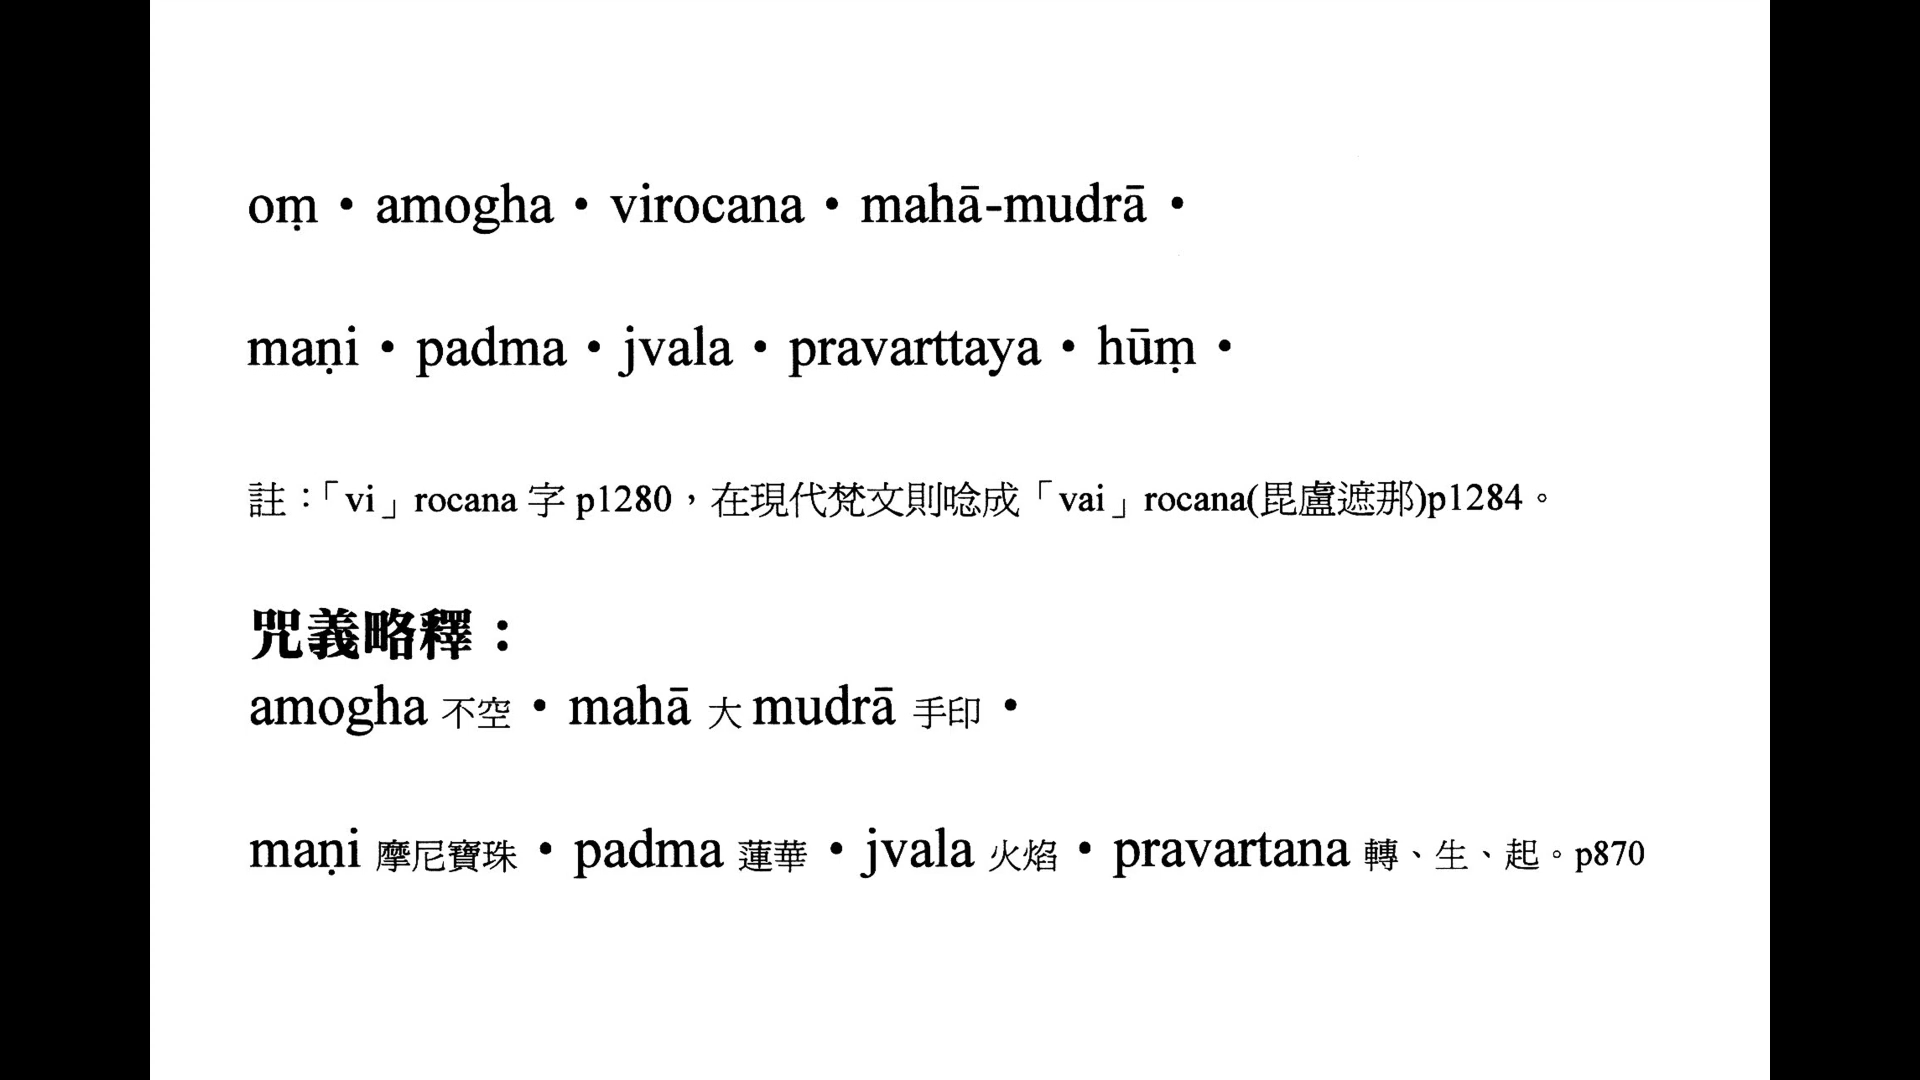 oṃ・amogha・virocana・mahā-mudrā・
maṇi・padma・jvala・pravarttaya・hūṃ・
註：「vi」rocana 字 p1280，在現代梵文則唸成「vai」rocana(毘盧遮那)p1284。
咒義略釋：
amogha 不空・mahā 大 mudrā 手印・
maṇi 摩尼寶珠・padma 蓮華・jvala 火焰・pravartana 轉、生、起。p870